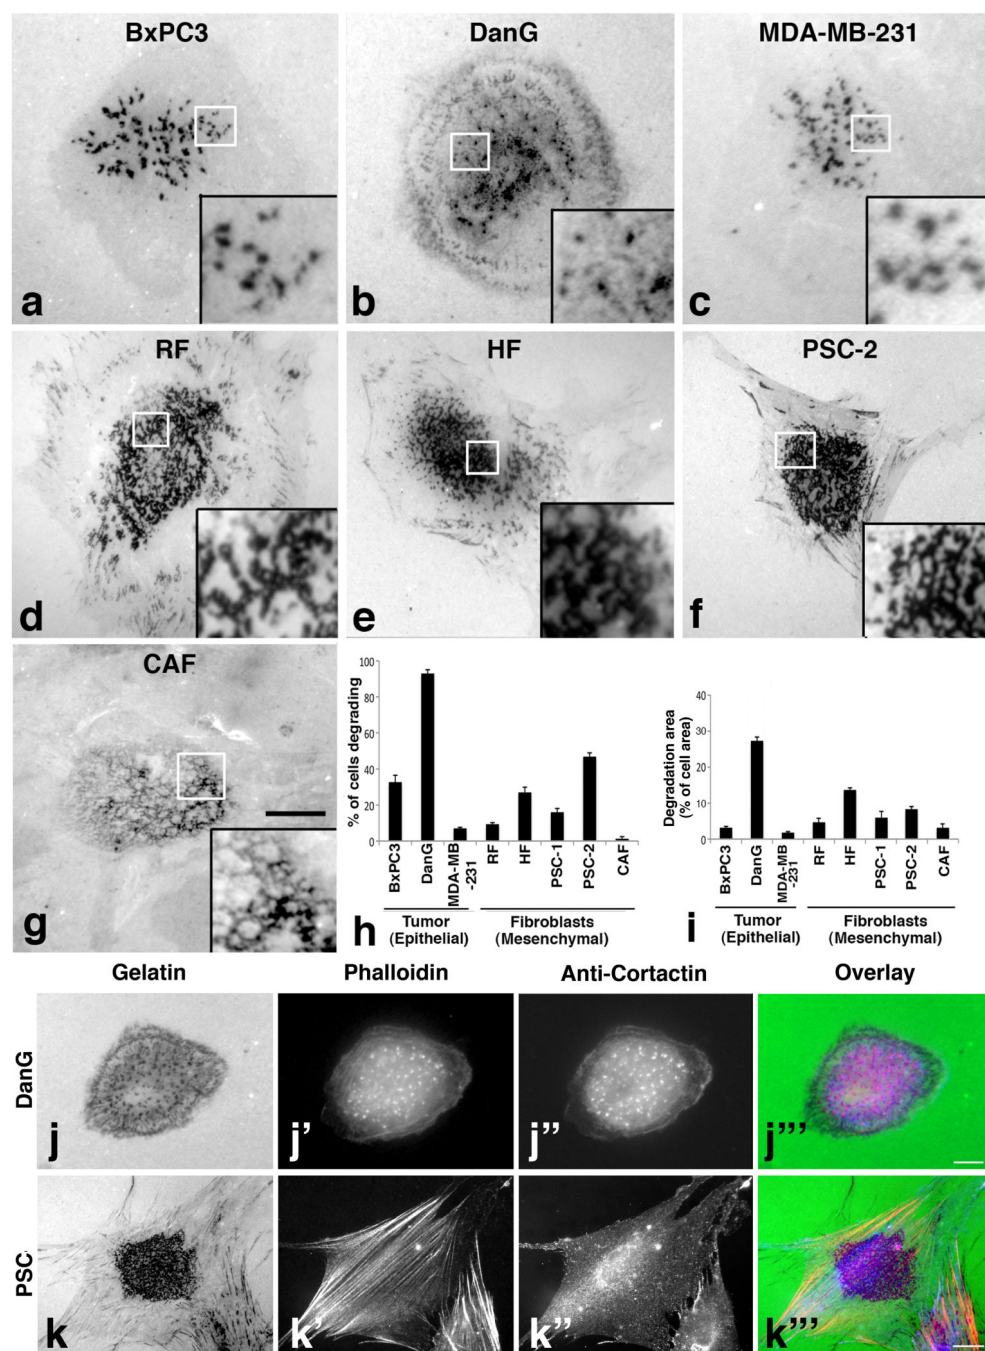 BxPC3
DanG
MDA-MB-231
a
b
c
RF
HF
PSC-2
d
e
f
CAF
g
% of cells degrading
100
80
60
40
20
0
BxPC3
DanG
MDA-MB
-231
RF
HF
PSC-1
PSC-2
CAF
Tumor
(Epithelial)
Fibroblasts
(Mesenchymal)
h
Degradation area
(% of cell area)
40
30
20
10
0
BxPC3
DanG
MDA-MB
-231
RF
HF
PSC-1
PSC-2
CAF
Tumor
(Epithelial)
Fibroblasts
(Mesenchymal)
i
Gelatin
Phalloidin
Anti-Cortactin
Overlay
DanG
j
j’
j”
j”’
PSC
k
k’
k”
k”’